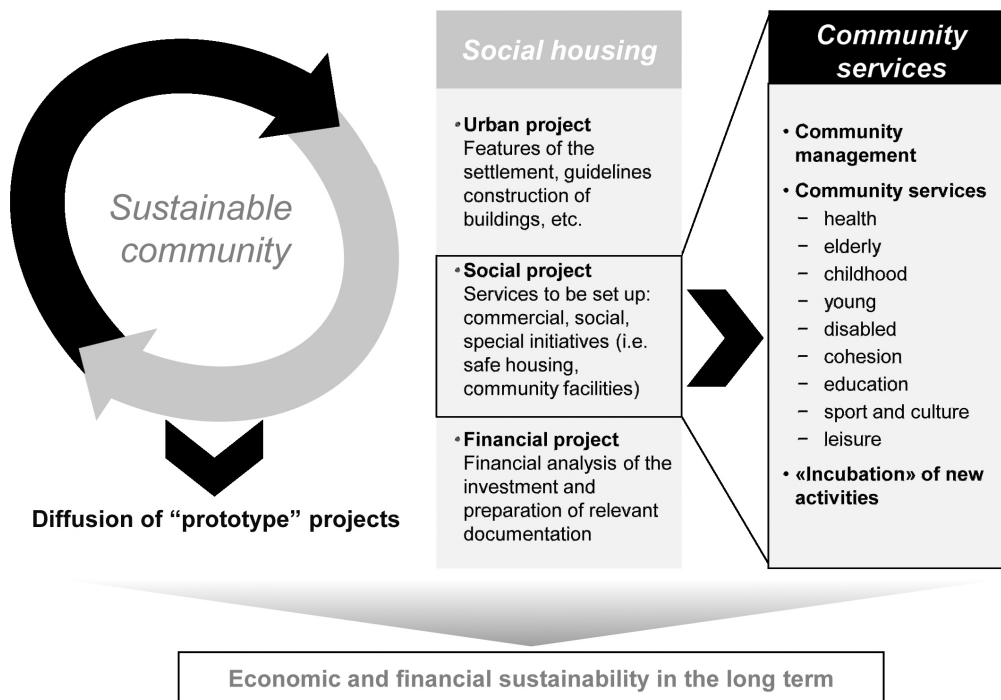 Sustainable
community
Diffusion of “prototype” projects
Social housing
• Urban project
Features of the
settlement, guidelines
construction of
buildings, etc.
• Social project
Services to be set up:
commercial, social,
special initiatives (i.e.
safe housing,
community facilities)
• Financial project
Financial analysis of the
investment and
preparation of relevant
documentation
Community
services
• Community
management
• Community services
– health
– elderly
– childhood
– young
– disabled
– cohesion
– education
– sport and culture
– leisure
• «Incubation» of new
activities
Economic and financial sustainability in the long term